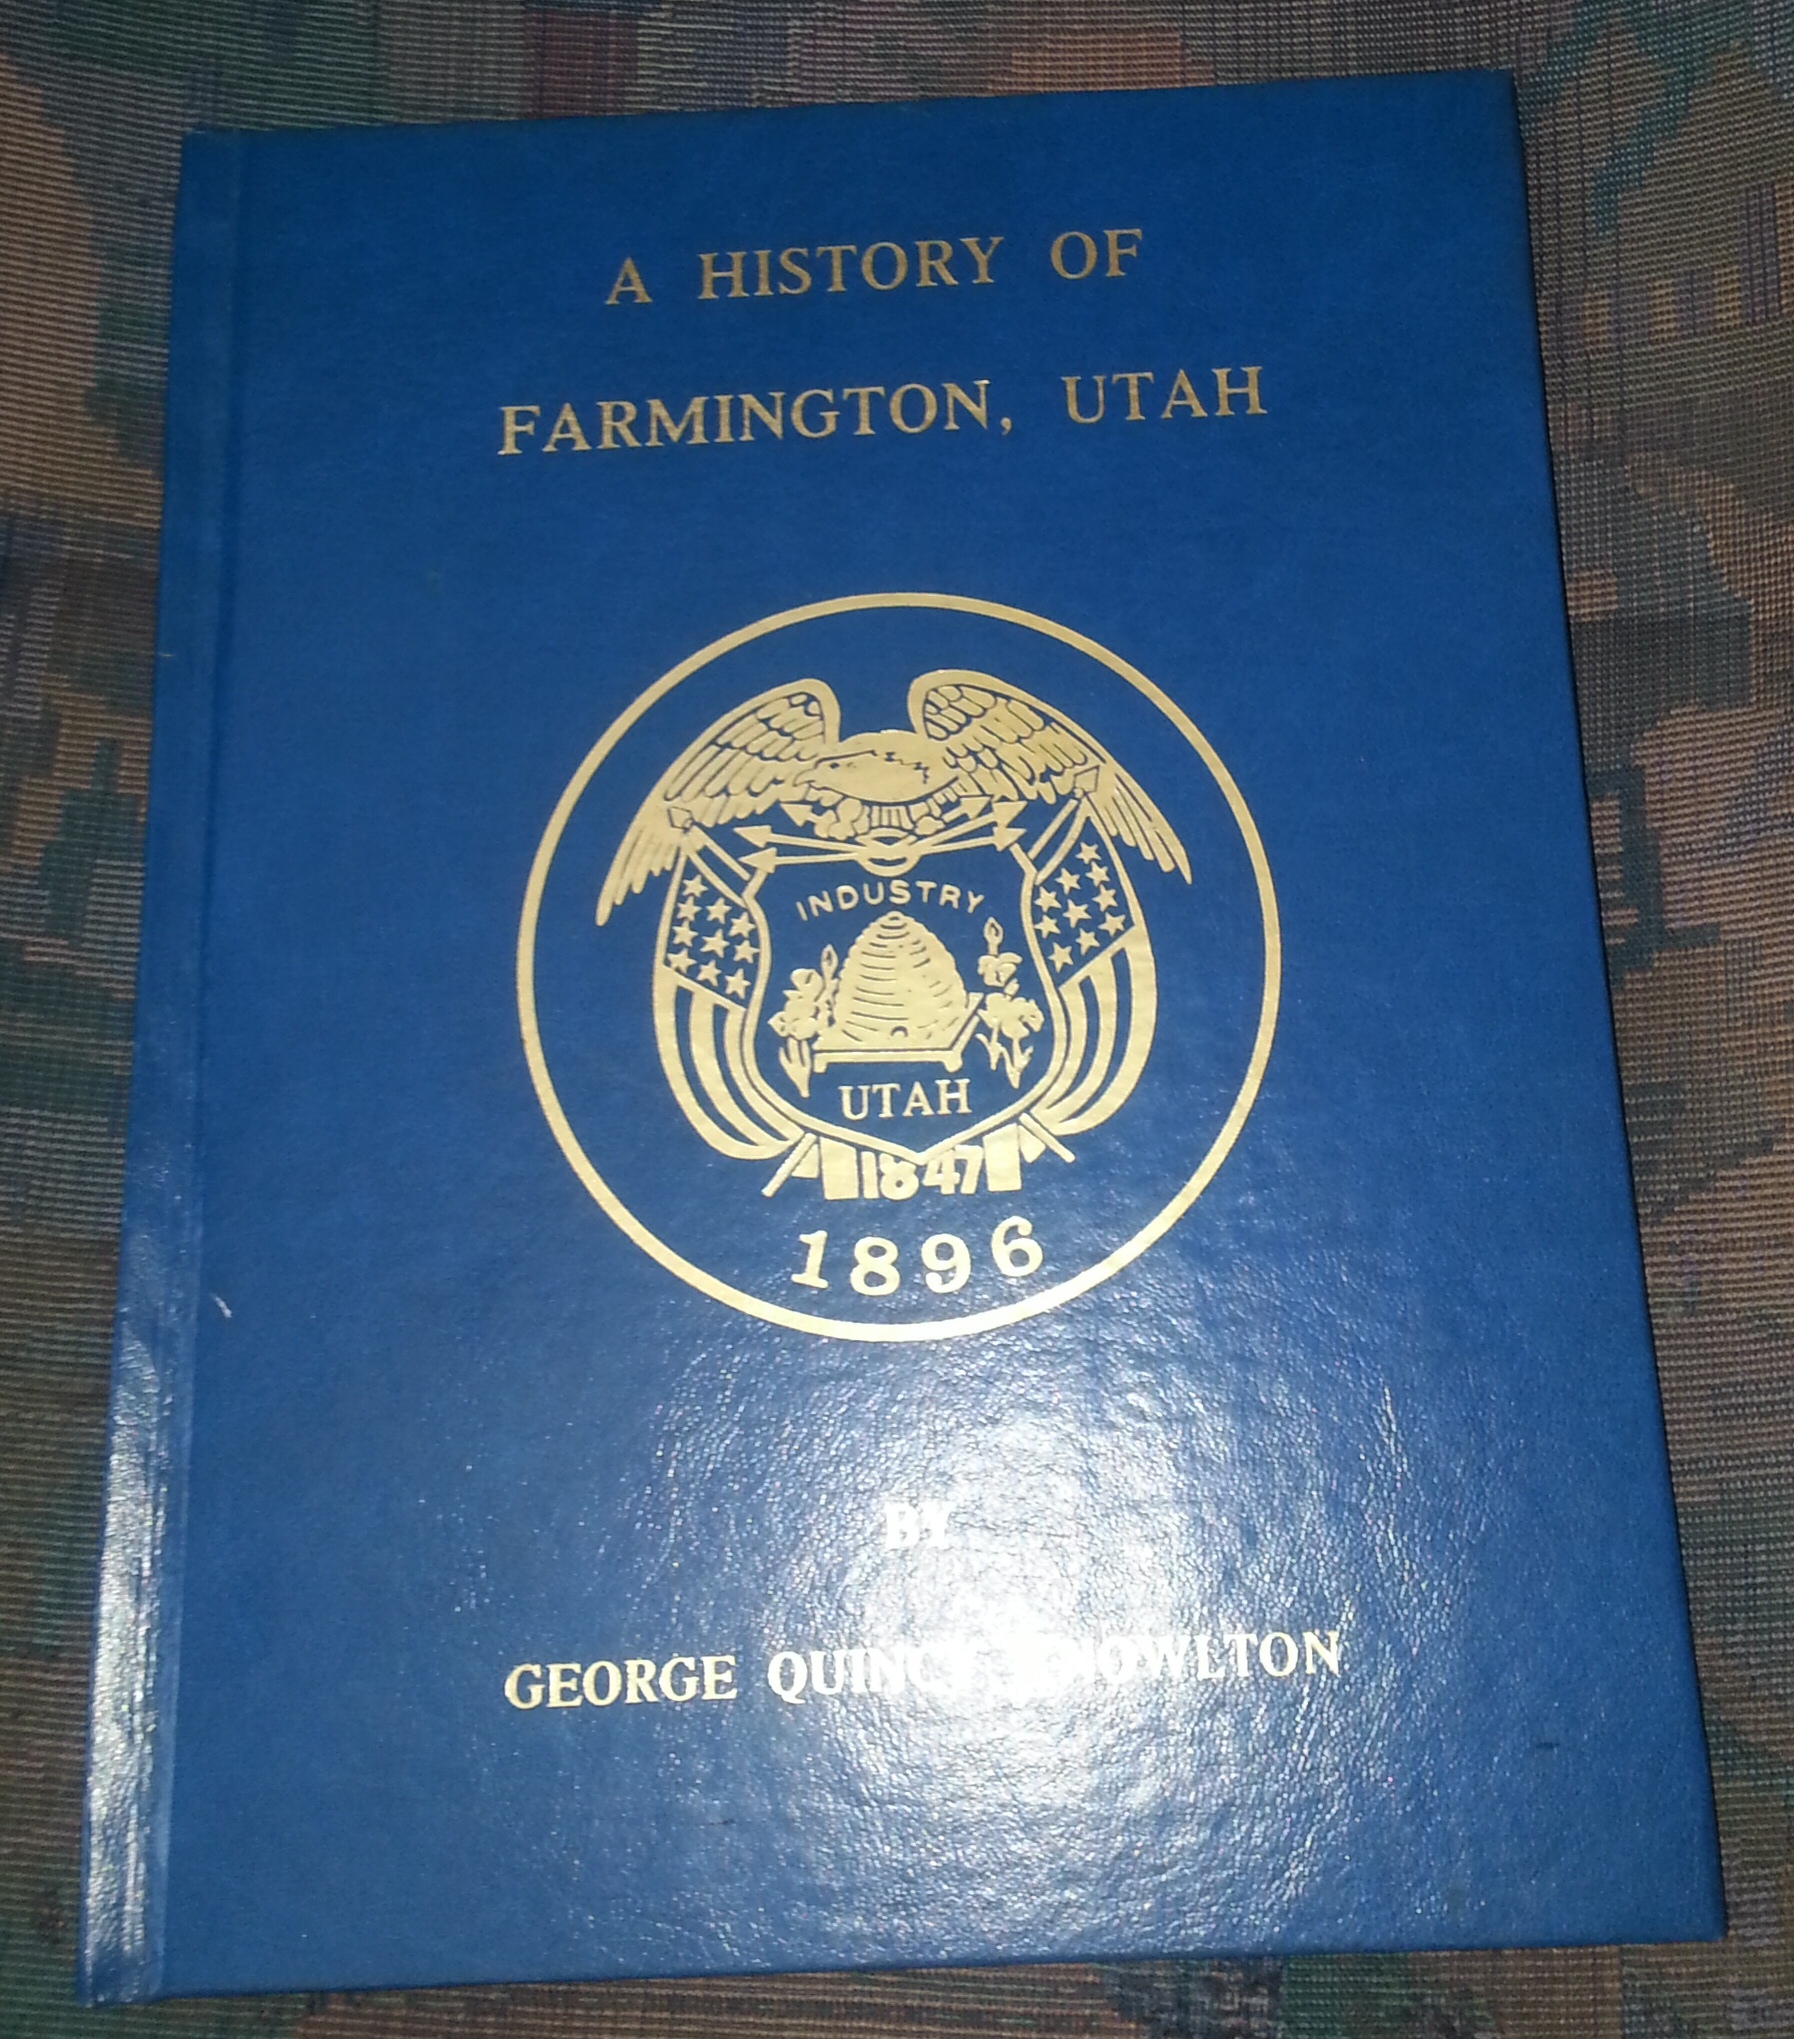 A HISTORY OF
FARMINGTON, UTAH
INDUSTRY
UTAH
1847
1896
BY
GEORGE QUINCY KNOWLTON